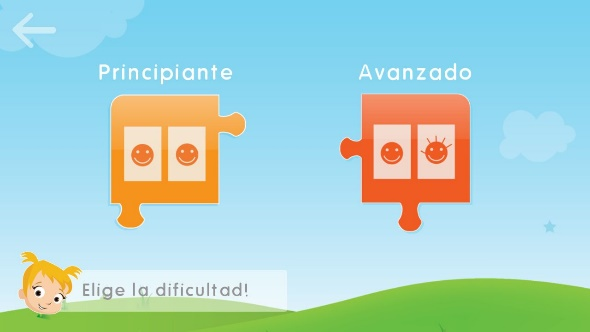 Principiante
Avanzado
Elige la dificultad!